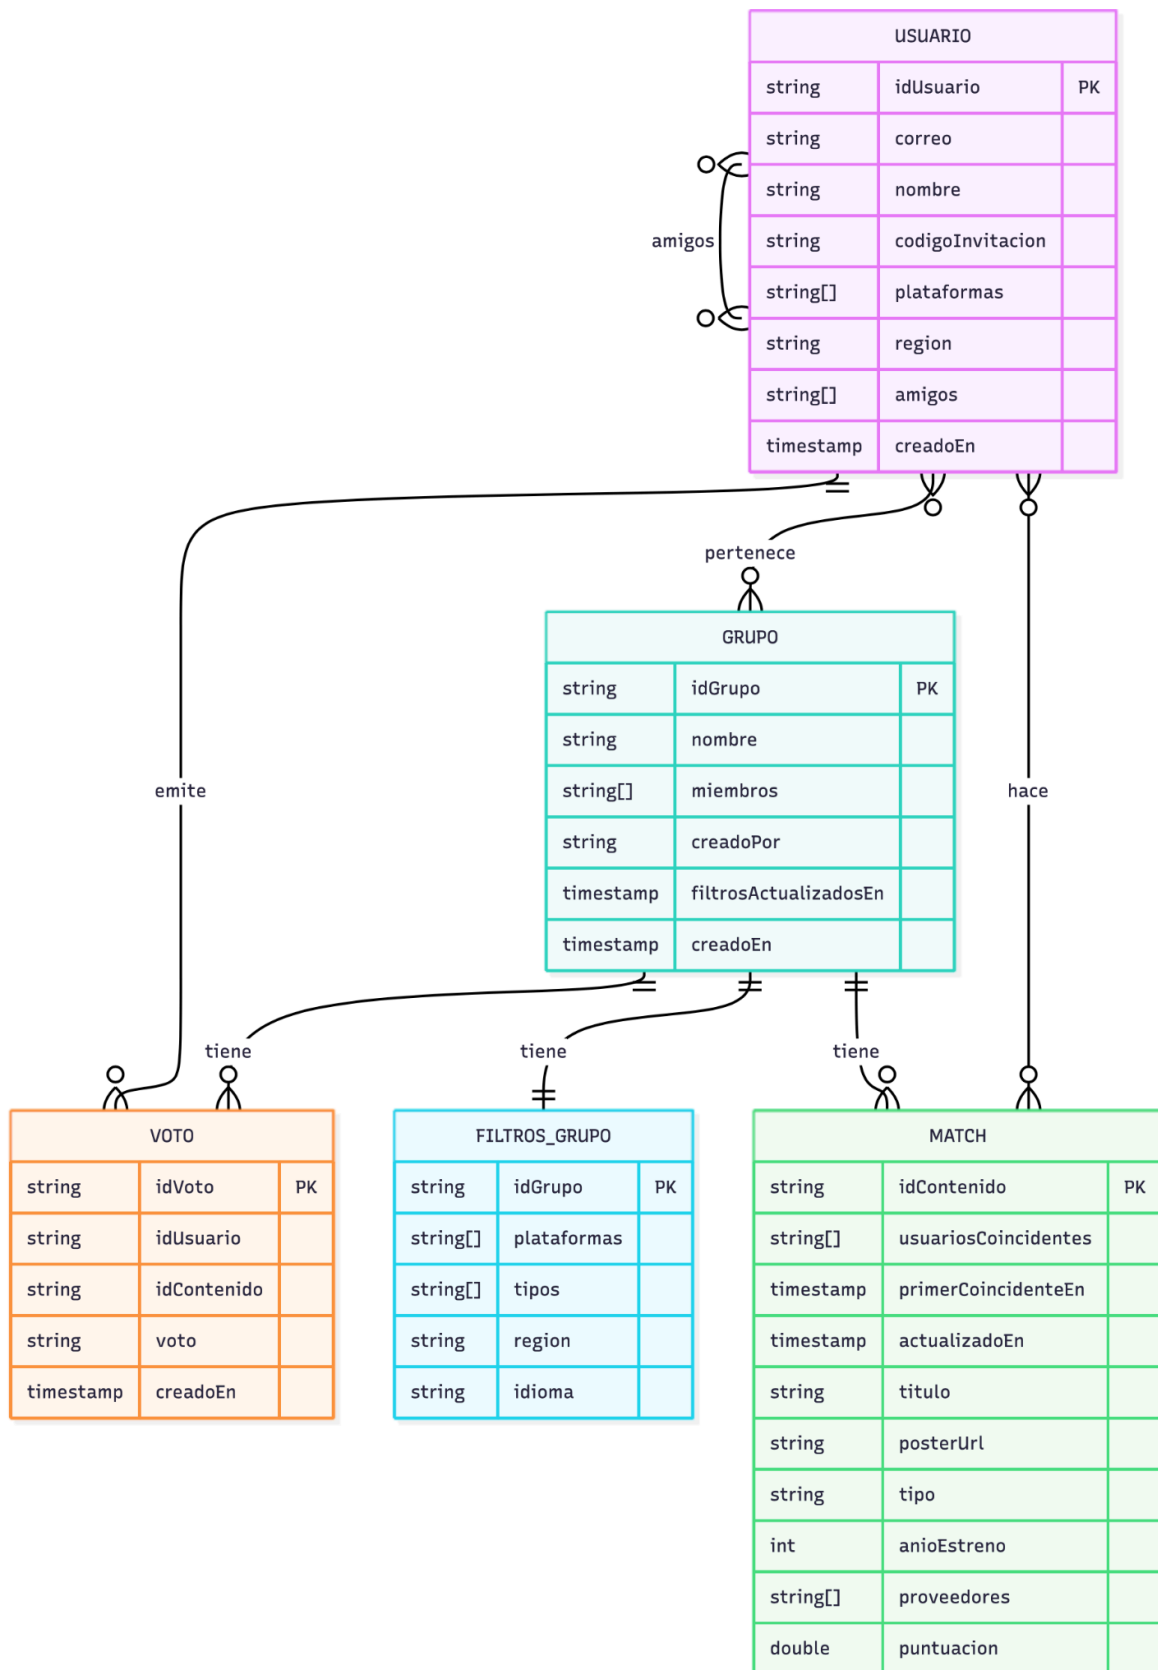 USUARIO
string idUsuario PK
string correo
string nombre
amigos
string codigoInvitacion
string[] plataformas
string region
string[] amigos
timestamp creadoEn
pertenece
GRUPO
string idGrupo PK
string nombre
emite
string[] miembros
hace
string creadoPor
timestamp filtrosActualizadosEn
timestamp creadoEn
tiene
tiene
tiene
VOTO
string idVoto PK
string idUsuario
string idContenido
string voto
timestamp creadoEn
FILTROS_GRUPO
string idGrupo PK
string[] plataformas
string[] tipos
string region
string idioma
MATCH
string idContenido PK
string[] usuariosCoincidentes
timestamp primerCoincidenteEn
timestamp actualizadoEn
string titulo
string posterUrl
string tipo
int anioEstreno
string[] proveedores
double puntuacion